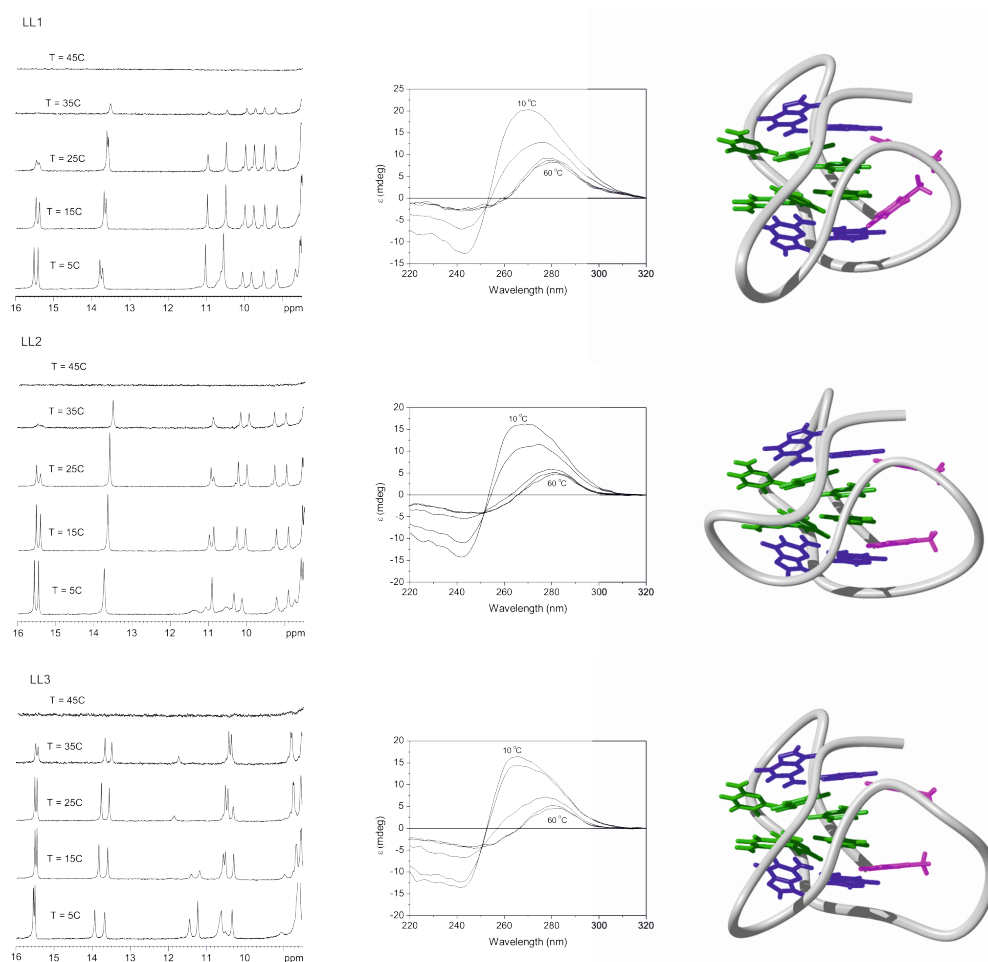 LL1
T = 45C
T = 35C
T = 25C
T = 15C
T = 5C
16 15 14 13 12 11 10 9 ppm
25
20
15
10
5
0
-5
-10
-15
ε (mdeg)
10 °C
60 °C
220 240 260 280 300 320
Wavelength (nm)
LL2
T = 45C
T = 35C
T = 25C
T = 15C
T = 5C
16 15 14 13 12 11 10 ppm
20
15
10
5
0
-5
-10
-15
-20
ε (mdeg)
10 °C
60 °C
220 240 260 280 300 320
Wavelength (nm)
LL3
T = 45C
T = 35C
T = 25C
T = 15C
T = 5C
16 15 14 13 12 11 10 ppm
20
15
10
5
0
-5
-10
-15
-20
ε (mdeg)
10 °C
60 °C
220 240 260 280 300 320
Wavelength (nm)